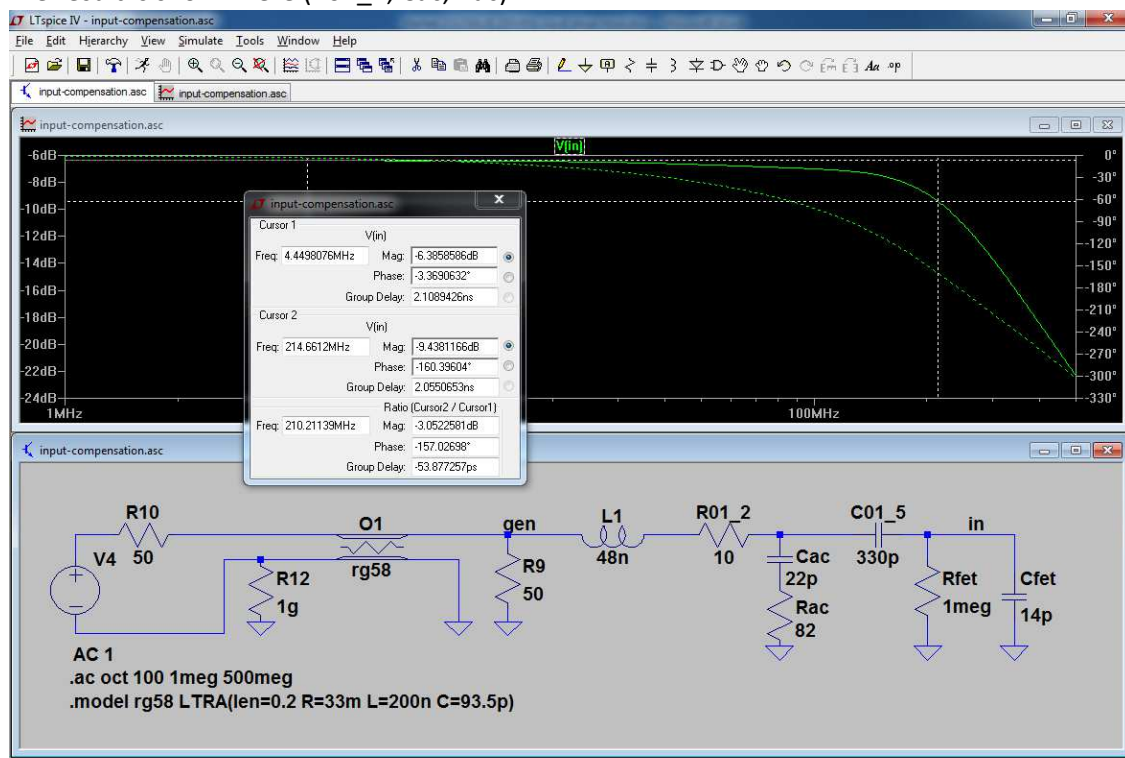 LTspice IV - input-compensation.asc
File Edit Hierarchy View Simulate Tools Window Help
input-compensation.asc input-compensation.asc
input-compensation.asc
V(in)
-6dB
-8dB
-10dB
-12dB
-14dB
-16dB
-18dB
-20dB
-22dB
-24dB
0°
-30°
-60°
-90°
-120°
-150°
-180°
-210°
-240°
-270°
-300°
-330°
1MHz 100MHz
input-compensation.asc
Cursor 1
V(in)
Freq: 4.4498076MHz Mag: -6.3858586dB
Phase: -3.3690632°
Group Delay: 2.1089426ns
Cursor 2
V(in)
Freq: 214.6612MHz Mag: -9.4381166dB
Phase: -160.39604°
Group Delay: 2.0550653ns
Ratio (Cursor2 / Cursor1)
Freq: 210.21139MHz Mag: -3.0522581dB
Phase: -157.02698°
Group Delay: -53.877257ps
input-compensation.asc
R10
50
V4
R12
1g
O1
rg58
gen
R9
50
L1
48n
R01_2
10
Cac
22p
Rac
82
C01_5
330p
in
Rfet
1meg
Cfet
14p
AC 1
.ac oct 100 1meg 500meg
.model rg58 LTRA(len=0.2 R=33m L=200n C=93.5p)